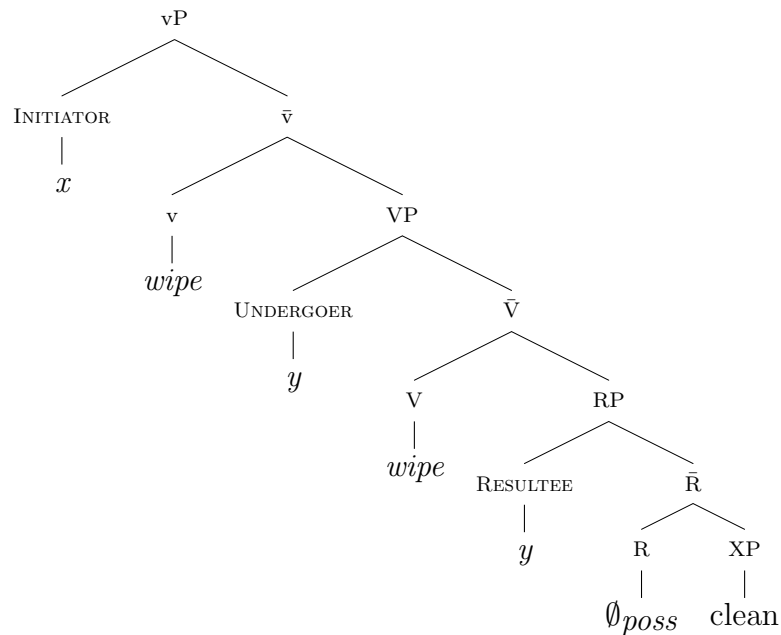 vP
INITIATOR v̄
x
v VP
wipe
UNDERGOER V̄
y
V RP
wipe
RESULTEE R̄
y
R XP
∅poss clean